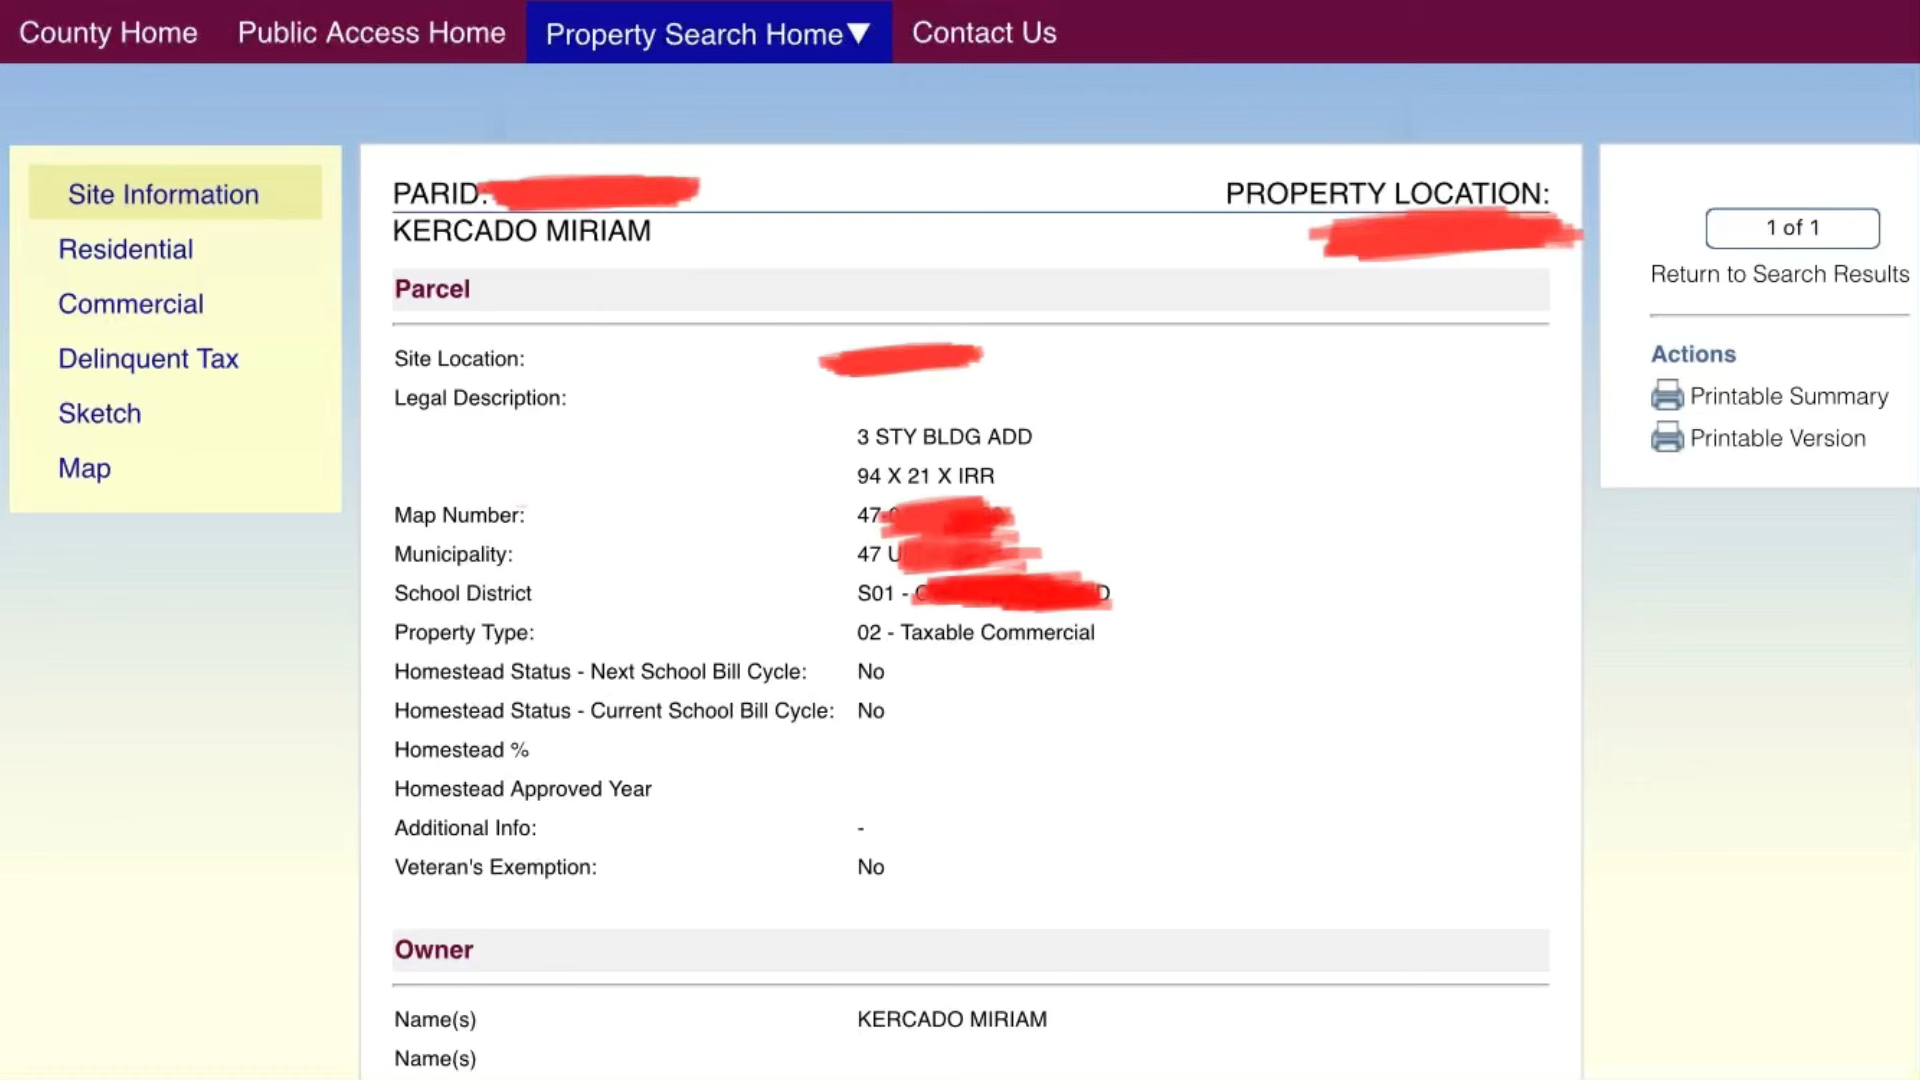 County Home Public Access Home Property Search Home▼ Contact Us
Site Information
Residential
Commercial
Delinquent Tax
Sketch
Map
PARID: PROPERTY LOCATION:
KERCADO MIRIAM
Parcel
Site Location:
Legal Description:
3 STY BLDG ADD
94 X 21 X IRR
Map Number: 47-
Municipality: 47 U
School District S01 -
Property Type: 02 - Taxable Commercial
Homestead Status - Next School Bill Cycle: No
Homestead Status - Current School Bill Cycle: No
Homestead %
Homestead Approved Year
Additional Info: -
Veteran's Exemption: No
Owner
Name(s) KERCADO MIRIAM
Name(s)
1 of 1
Return to Search Results
Actions
Printable Summary
Printable Version